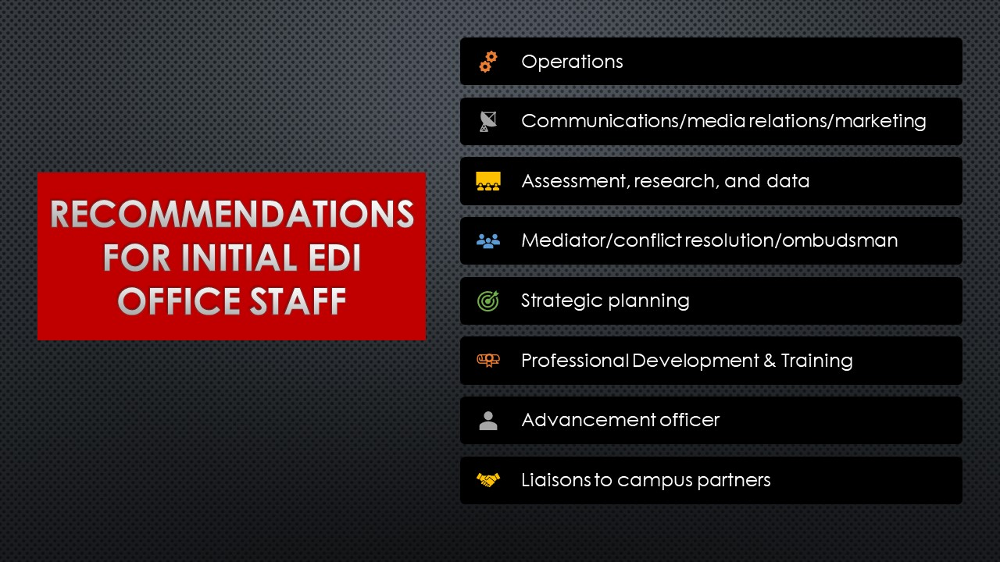 RECOMMENDATIONS
FOR INITIAL EDI
OFFICE STAFF
Operations
Communications/media relations/marketing
Assessment, research, and data
Mediator/conflict resolution/ombudsman
Strategic planning
Professional Development & Training
Advancement officer
Liaisons to campus partners